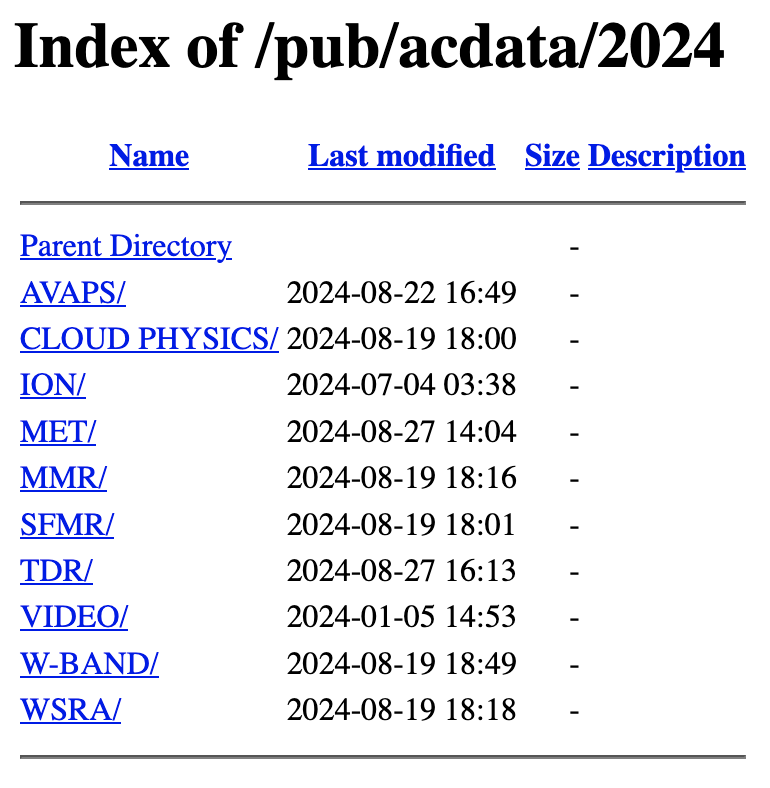 Index of /pub/acdata/2024
Name Last modified Size Description
Parent Directory -
AVAPS/ 2024-08-22 16:49 -
CLOUD PHYSICS/ 2024-08-19 18:00 -
ION/ 2024-07-04 03:38 -
MET/ 2024-08-27 14:04 -
MMR/ 2024-08-19 18:16 -
SFMR/ 2024-08-19 18:01 -
TDR/ 2024-08-27 16:13 -
VIDEO/ 2024-01-05 14:53 -
W-BAND/ 2024-08-19 18:49 -
WSRA/ 2024-08-19 18:18 -